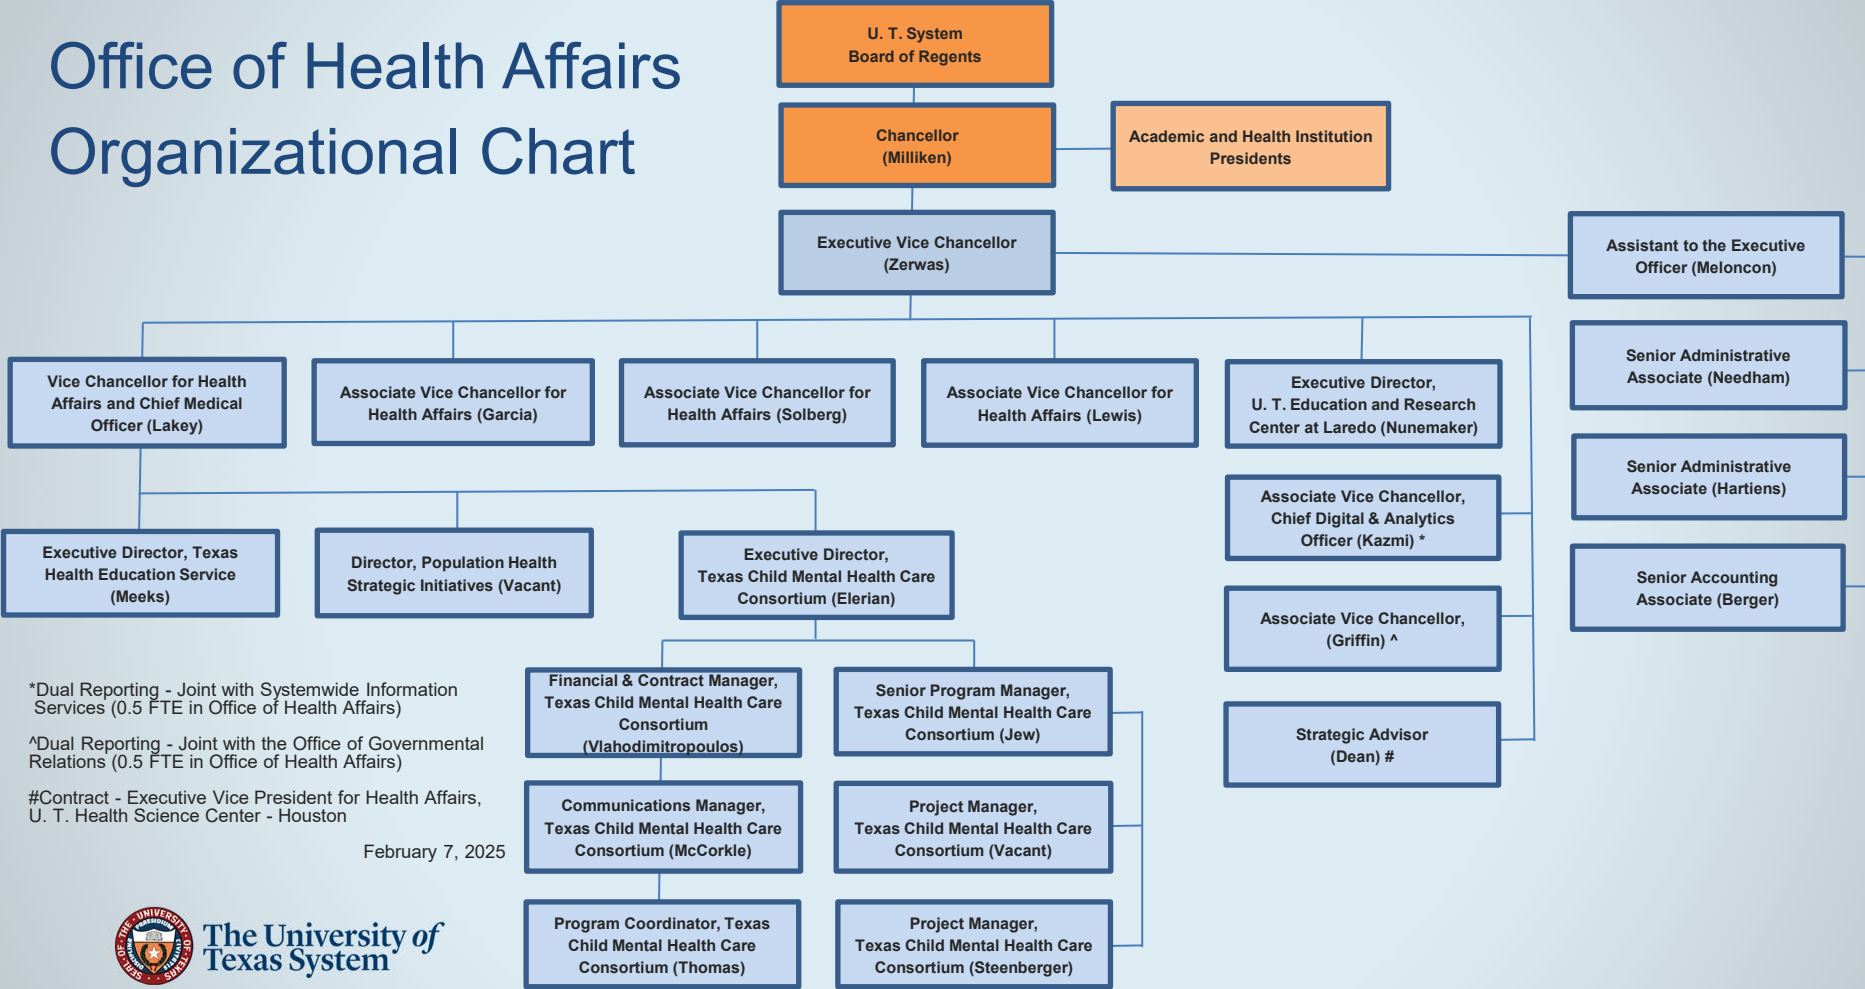 Office of Health Affairs
Organizational Chart
U. T. System
Board of Regents
Chancellor
(Milliken)
Academic and Health Institution
Presidents
Executive Vice Chancellor
(Zerwas)
Assistant to the Executive
Officer (Meloncon)
Senior Administrative
Associate (Needham)
Senior Administrative
Associate (Hartiens)
Senior Accounting
Associate (Berger)
Vice Chancellor for Health
Affairs and Chief Medical
Officer (Lakey)
Associate Vice Chancellor for
Health Affairs (Garcia)
Associate Vice Chancellor for
Health Affairs (Solberg)
Associate Vice Chancellor for
Health Affairs (Lewis)
Executive Director,
U. T. Education and Research
Center at Laredo (Nunemaker)
Associate Vice Chancellor,
Chief Digital & Analytics
Officer (Kazmi) *
Associate Vice Chancellor,
(Griffin) ^
Strategic Advisor
(Dean) #
Executive Director, Texas
Health Education Service
(Meeks)
Director, Population Health
Strategic Initiatives (Vacant)
Executive Director,
Texas Child Mental Health Care
Consortium (Elerian)
Financial & Contract Manager,
Texas Child Mental Health Care
Consortium
(Vlahodimitropoulos)
Senior Program Manager,
Texas Child Mental Health Care
Consortium (Jew)
Communications Manager,
Texas Child Mental Health Care
Consortium (McCorkle)
Project Manager,
Texas Child Mental Health Care
Consortium (Vacant)
Program Coordinator, Texas
Child Mental Health Care
Consortium (Thomas)
Project Manager,
Texas Child Mental Health Care
Consortium (Steenberger)
*Dual Reporting - Joint with Systemwide Information
Services (0.5 FTE in Office of Health Affairs)
^Dual Reporting - Joint with the Office of Governmental
Relations (0.5 FTE in Office of Health Affairs)
#Contract - Executive Vice President for Health Affairs,
U. T. Health Science Center - Houston
February 7, 2025
SEAL OF THE UNIVERSITY OF TEXAS
The University of
Texas System